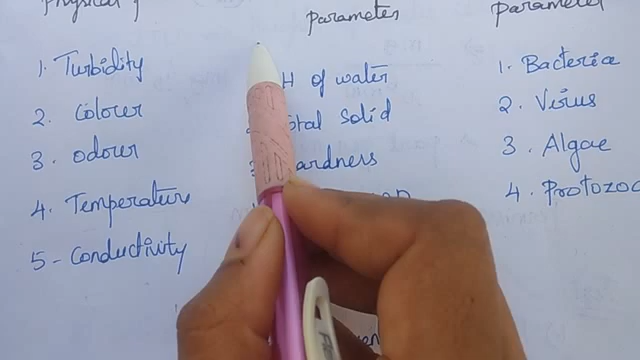 Physical
1. Turbidity
2. Colour
3. Odour
4. Temperature
5- Conductivity
Parameter
H of water
otal Solid
ardness
Parameter
1. Bacteria
2. Virus
3. Algae
4. Protozoa